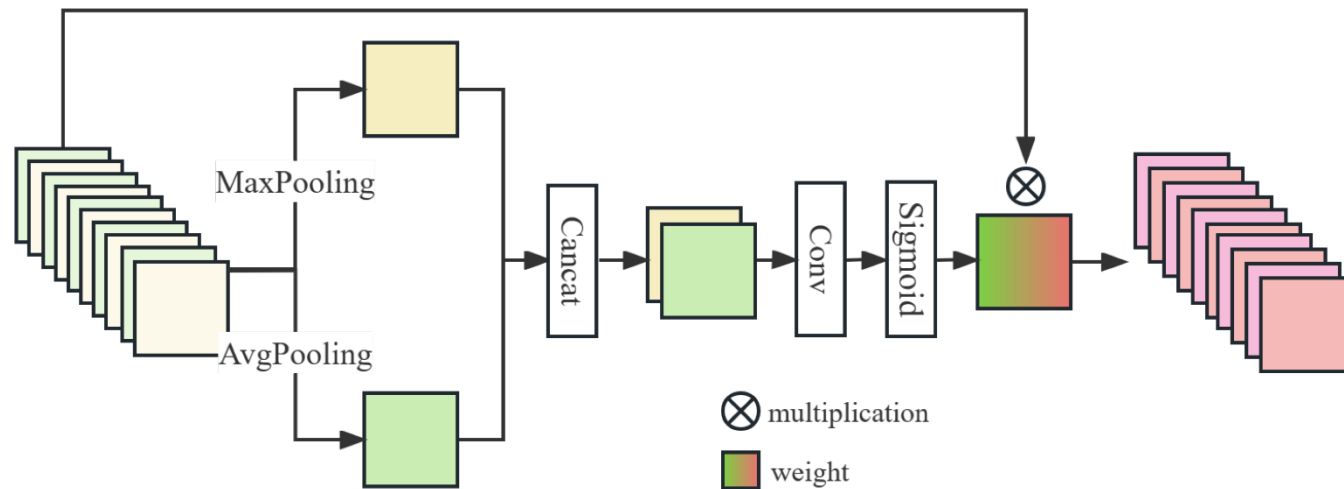 MaxPooling
AvgPooling
Cancat
Conv
Sigmoid
multiplication
weight